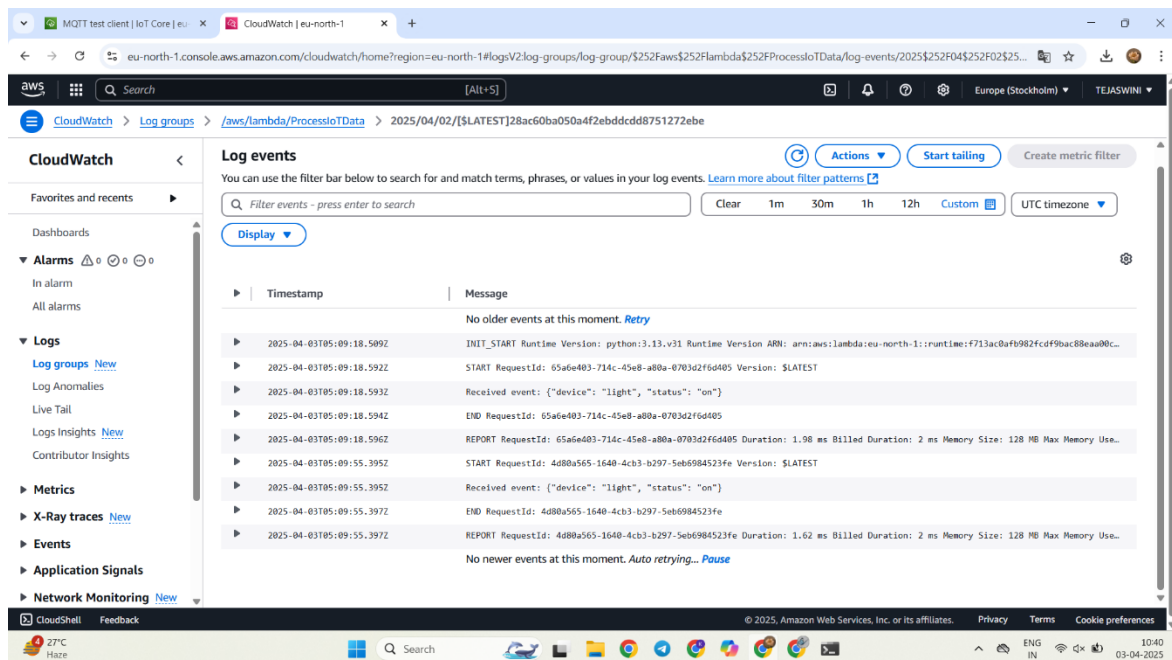 MQTT test client | IoT Core | eu-
CloudWatch | eu-north-1
eu-north-1.console.aws.amazon.com/cloudwatch/home?region=eu-north-1#logsV2:log-groups/log-group/$252Faws$252Flambda$252FProcessIoTData/log-events/2025$252F04$252F02$25...
aws
Search
[Alt+S]
Europe (Stockholm) ▼
TEJASWINI ▼
CloudWatch > Log groups > /aws/lambda/ProcessIoTData > 2025/04/02/[$LATEST]28ac60ba050a4f2ebddcdd8751272ebe
CloudWatch
Favorites and recents
Dashboards
Alarms 0 0 0
In alarm
All alarms
Logs
Log groups New
Log Anomalies
Live Tail
Logs Insights New
Contributor Insights
Metrics
X-Ray traces New
Events
Application Signals
Network Monitoring New
Log events
Actions ▼
Start tailing
Create metric filter
You can use the filter bar below to search for and match terms, phrases, or values in your log events. Learn more about filter patterns
Filter events - press enter to search
Clear 1m 30m 1h 12h Custom
UTC timezone ▼
Display ▼
Timestamp Message
No older events at this moment. Retry
2025-04-03T05:09:18.509Z INIT_START Runtime Version: python:3.13.v31 Runtime Version ARN: arn:aws:lambda:eu-north-1::runtime:f713ac0afb982fcdf9bac88eaa00c…
2025-04-03T05:09:18.592Z START RequestId: 65a6e403-714c-45e8-a80a-0703d2f6d405 Version: $LATEST
2025-04-03T05:09:18.593Z Received event: {"device": "light", "status": "on"}
2025-04-03T05:09:18.594Z END RequestId: 65a6e403-714c-45e8-a80a-0703d2f6d405
2025-04-03T05:09:18.596Z REPORT RequestId: 65a6e403-714c-45e8-a80a-0703d2f6d405 Duration: 1.98 ms Billed Duration: 2 ms Memory Size: 128 MB Max Memory Use…
2025-04-03T05:09:55.395Z START RequestId: 4d80a565-1640-4cb3-b297-5eb6984523fe Version: $LATEST
2025-04-03T05:09:55.395Z Received event: {"device": "light", "status": "on"}
2025-04-03T05:09:55.397Z END RequestId: 4d80a565-1640-4cb3-b297-5eb6984523fe
2025-04-03T05:09:55.397Z REPORT RequestId: 4d80a565-1640-4cb3-b297-5eb6984523fe Duration: 1.62 ms Billed Duration: 2 ms Memory Size: 128 MB Max Memory Use…
No newer events at this moment. Auto retrying... Pause
CloudShell Feedback
© 2025, Amazon Web Services, Inc. or its affiliates. Privacy Terms Cookie preferences
4
27°C
Haze
Search
ENG
IN
10:40
03-04-2025